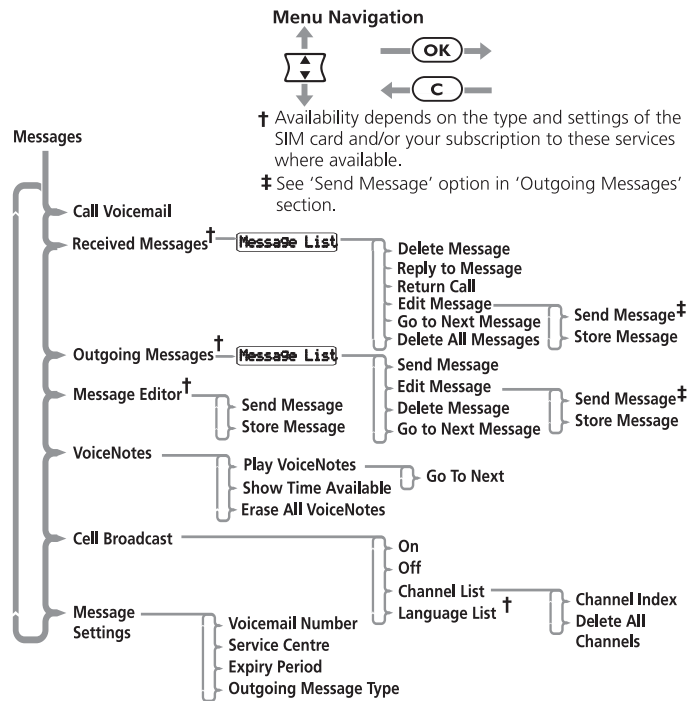 Menu Navigation
OK
C
† Availability depends on the type and settings of the
SIM card and/or your subscription to these services
where available.
‡ See 'Send Message' option in 'Outgoing Messages'
section.
Messages
Call Voicemail
Received Messages†
Message List
Delete Message
Reply to Message
Return Call
Edit Message
Go to Next Message
Delete All Messages
Send Message‡
Store Message
Outgoing Messages†
Message List
Send Message
Edit Message
Delete Message
Go to Next Message
Send Message‡
Store Message
Message Editor†
Send Message
Store Message
VoiceNotes
Play VoiceNotes
Show Time Available
Erase All VoiceNotes
Go To Next
Cell Broadcast
On
Off
Channel List
Language List †
Channel Index
Delete All
Channels
Message
Settings
Voicemail Number
Service Centre
Expiry Period
Outgoing Message Type